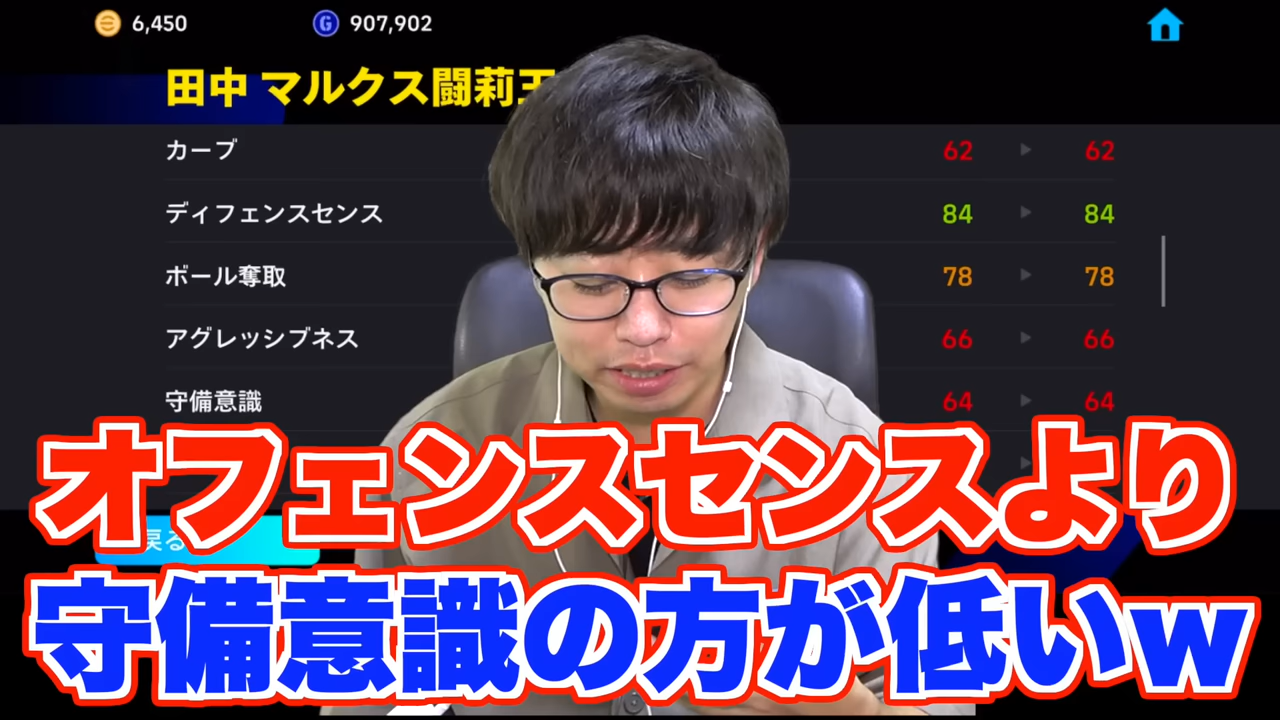 6,450 907,902
田中 マルクス闘莉王
カーブ 62 62
ディフェンスセンス 84 84
ボール奪取 78 78
アグレッシブネス 66 66
守備意識 64 64
オフェンスセンスより
戻る
守備意識の方が低いw